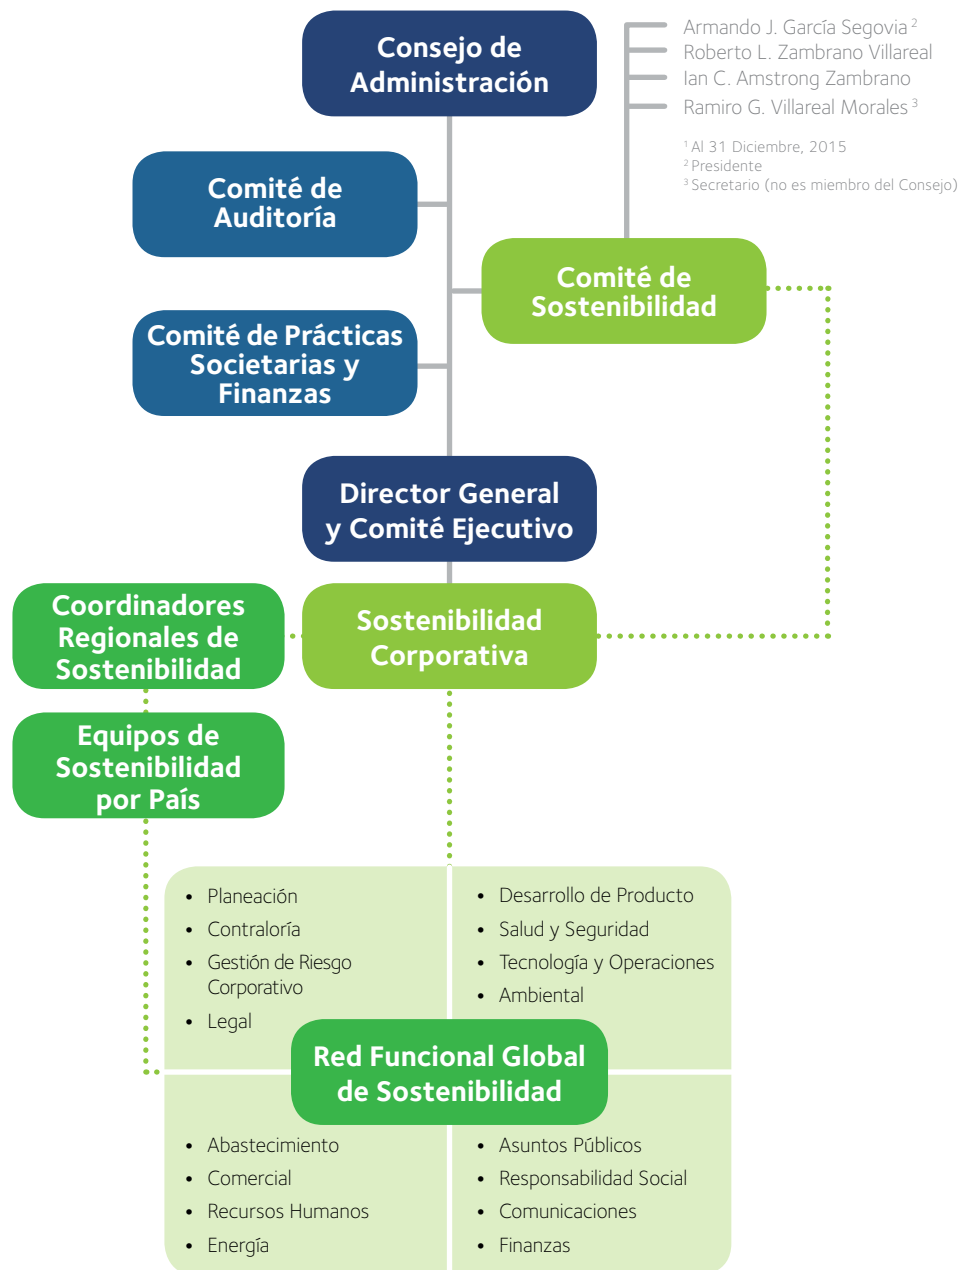 Consejo de
Administración
Armando J. García Segovia ²
Roberto L. Zambrano Villareal
Ian C. Amstrong Zambrano
Ramiro G. Villareal Morales ³
¹ Al 31 Diciembre, 2015
² Presidente
³ Secretario (no es miembro del Consejo)
Comité de
Auditoría
Comité de
Sostenibilidad
Comité de Prácticas
Societarias y
Finanzas
Director General
y Comité Ejecutivo
Coordinadores
Regionales de
Sostenibilidad
Sostenibilidad
Corporativa
Equipos de
Sostenibilidad
por País
• Planeación
• Contraloría
• Gestión de Riesgo
Corporativo
• Legal
• Desarrollo de Producto
• Salud y Seguridad
• Tecnología y Operaciones
• Ambiental
Red Funcional Global
de Sostenibilidad
• Abastecimiento
• Comercial
• Recursos Humanos
• Energía
• Asuntos Públicos
• Responsabilidad Social
• Comunicaciones
• Finanzas